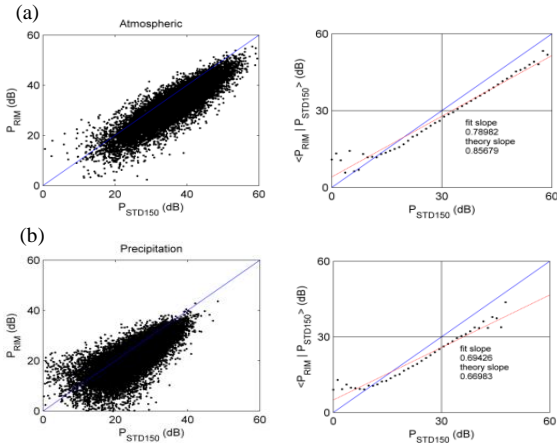 (a)
Atmospheric
60
40
20
0
0 20 40 60
P_RIM (dB)
P_STD150 (dB)
60
30
0
0 30 60
<P_RIM | P_STD150> (dB)
P_STD150 (dB)
fit slope
0.78982
theory slope
0.85679
(b)
Precipitation
60
40
20
0
0 20 40 60
P_RIM (dB)
P_STD150 (dB)
60
30
0
0 30 60
<P_RIM | P_STD150> (dB)
P_STD150 (dB)
fit slope
0.69426
theory slope
0.66983